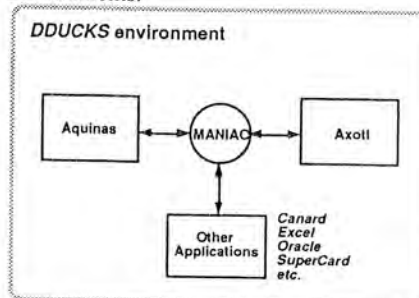 DDUCKS environment
Aquinas
MANIAC
Axotl
Other
Applications
Canard
Excel
Oracle
SuperCard
etc.